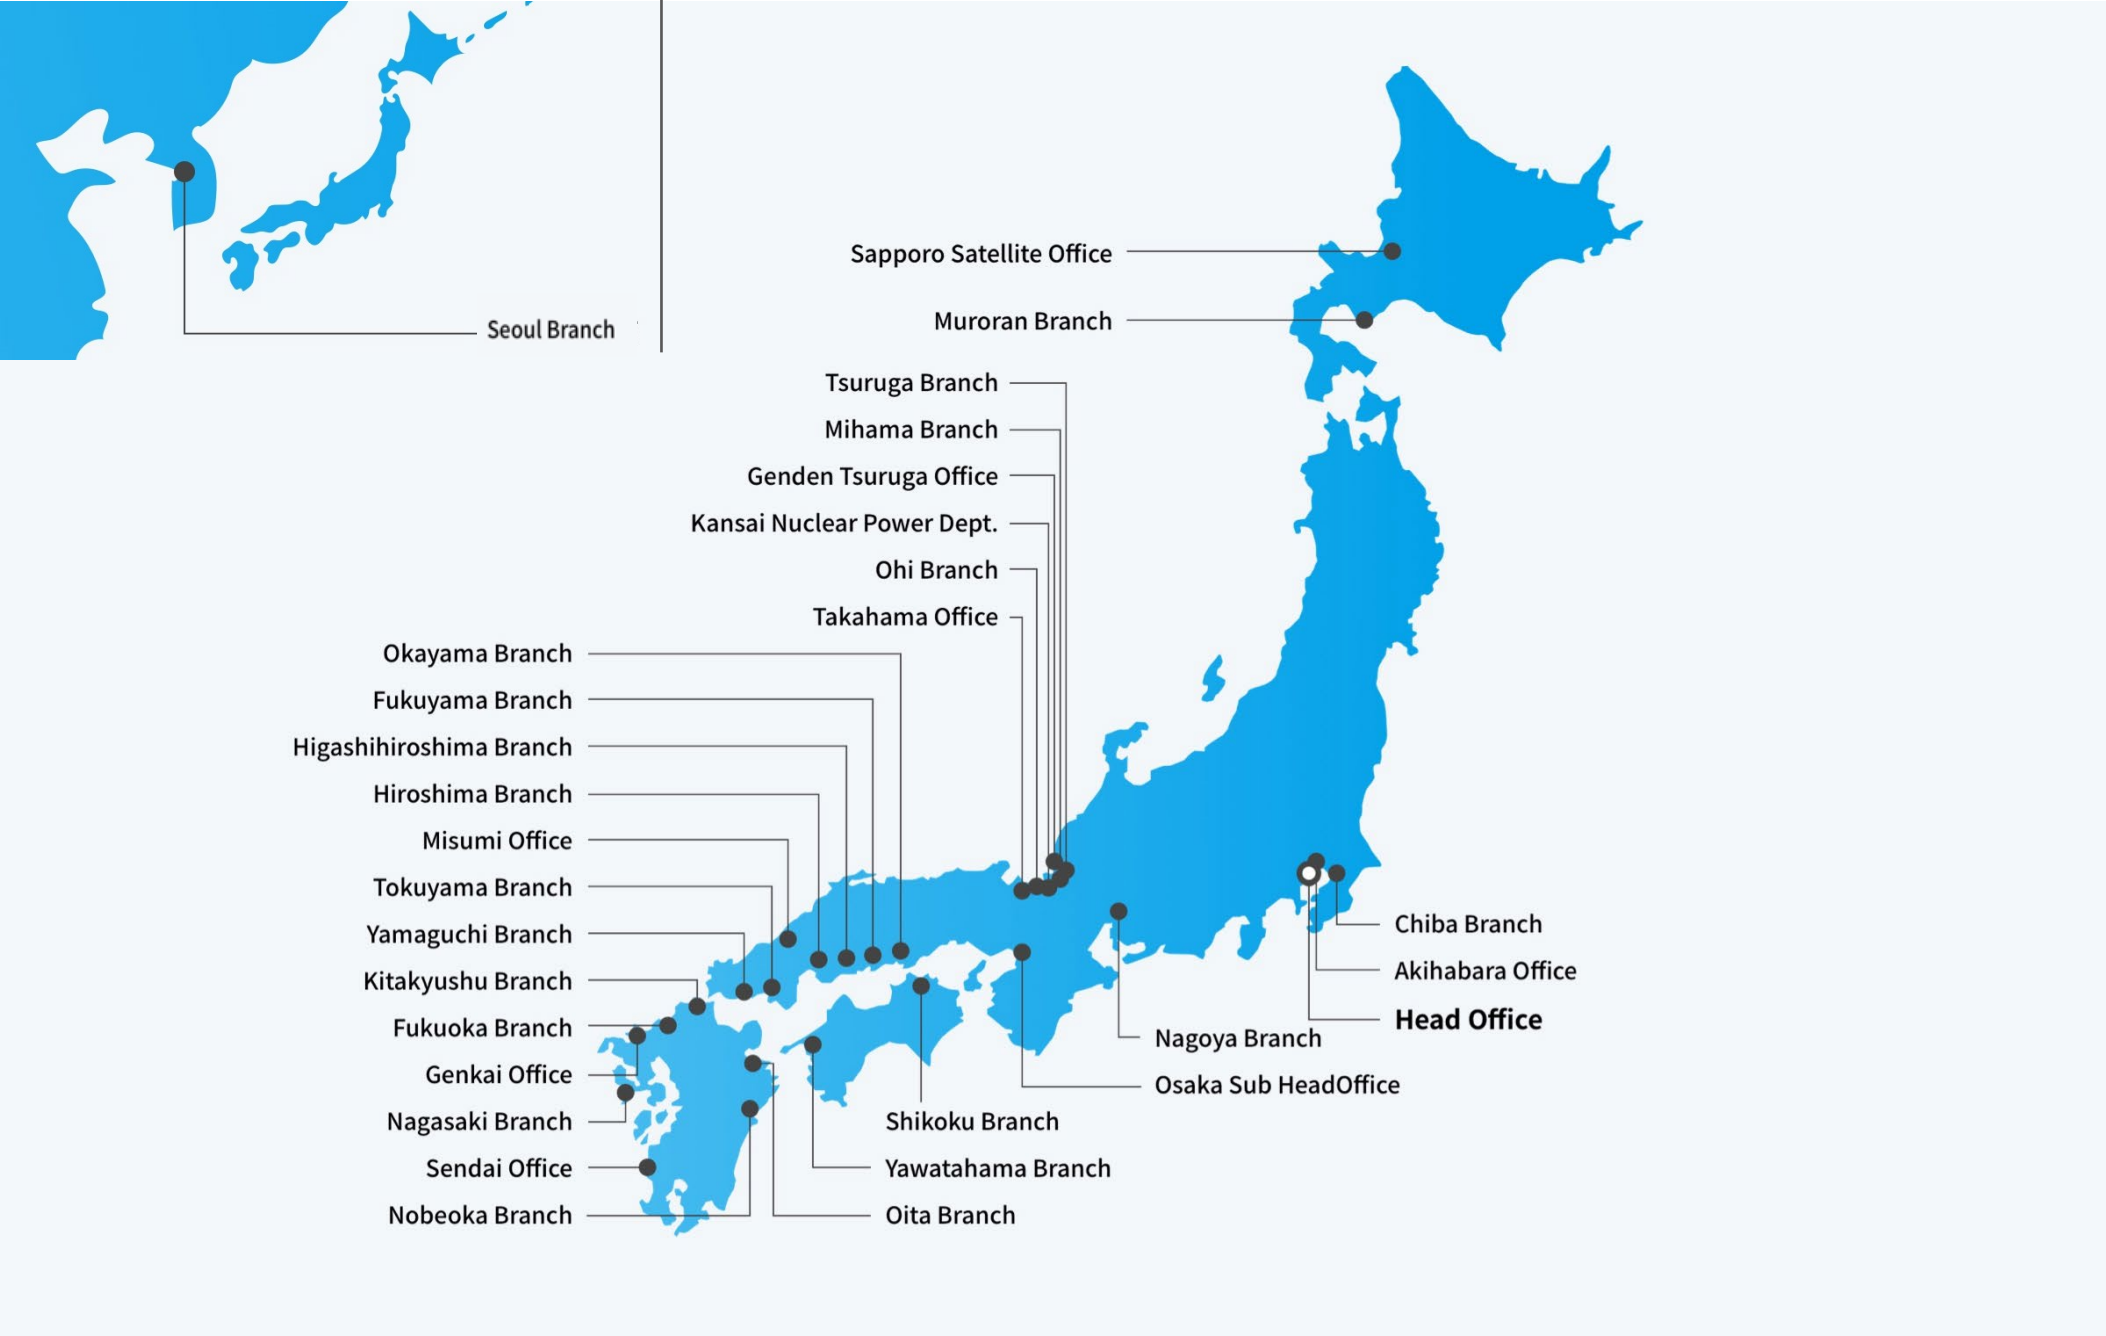 Seoul Branch
Sapporo Satellite Office
Muroran Branch
Tsuruga Branch
Mihama Branch
Genden Tsuruga Office
Kansai Nuclear Power Dept.
Ohi Branch
Takahama Office
Okayama Branch
Fukuyama Branch
Higashihiroshima Branch
Hiroshima Branch
Misumi Office
Tokuyama Branch
Yamaguchi Branch
Kitakyushu Branch
Fukuoka Branch
Genkai Office
Nagasaki Branch
Sendai Office
Nobeoka Branch
Chiba Branch
Akihabara Office
Head Office
Nagoya Branch
Osaka Sub HeadOffice
Shikoku Branch
Yawatahama Branch
Oita Branch